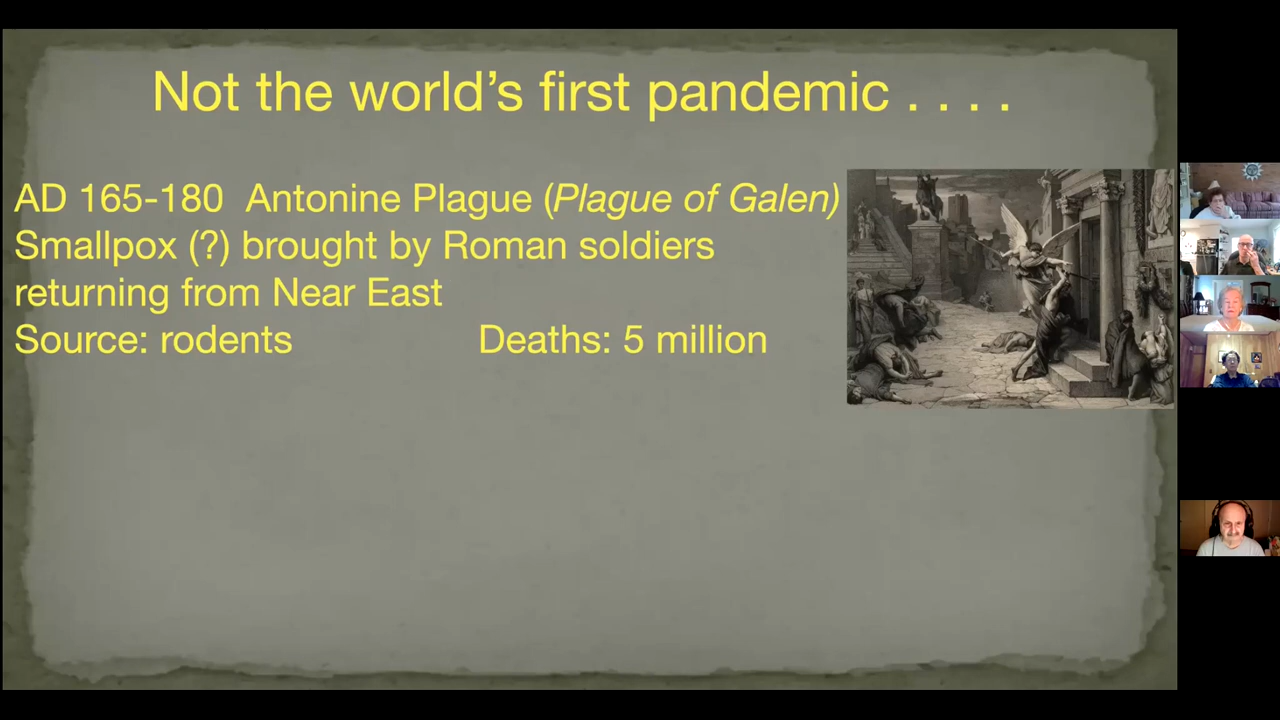 Not the world's first pandemic . . . .
AD 165-180 Antonine Plague (Plague of Galen)
Smallpox (?) brought by Roman soldiers
returning from Near East
Source: rodents Deaths: 5 million